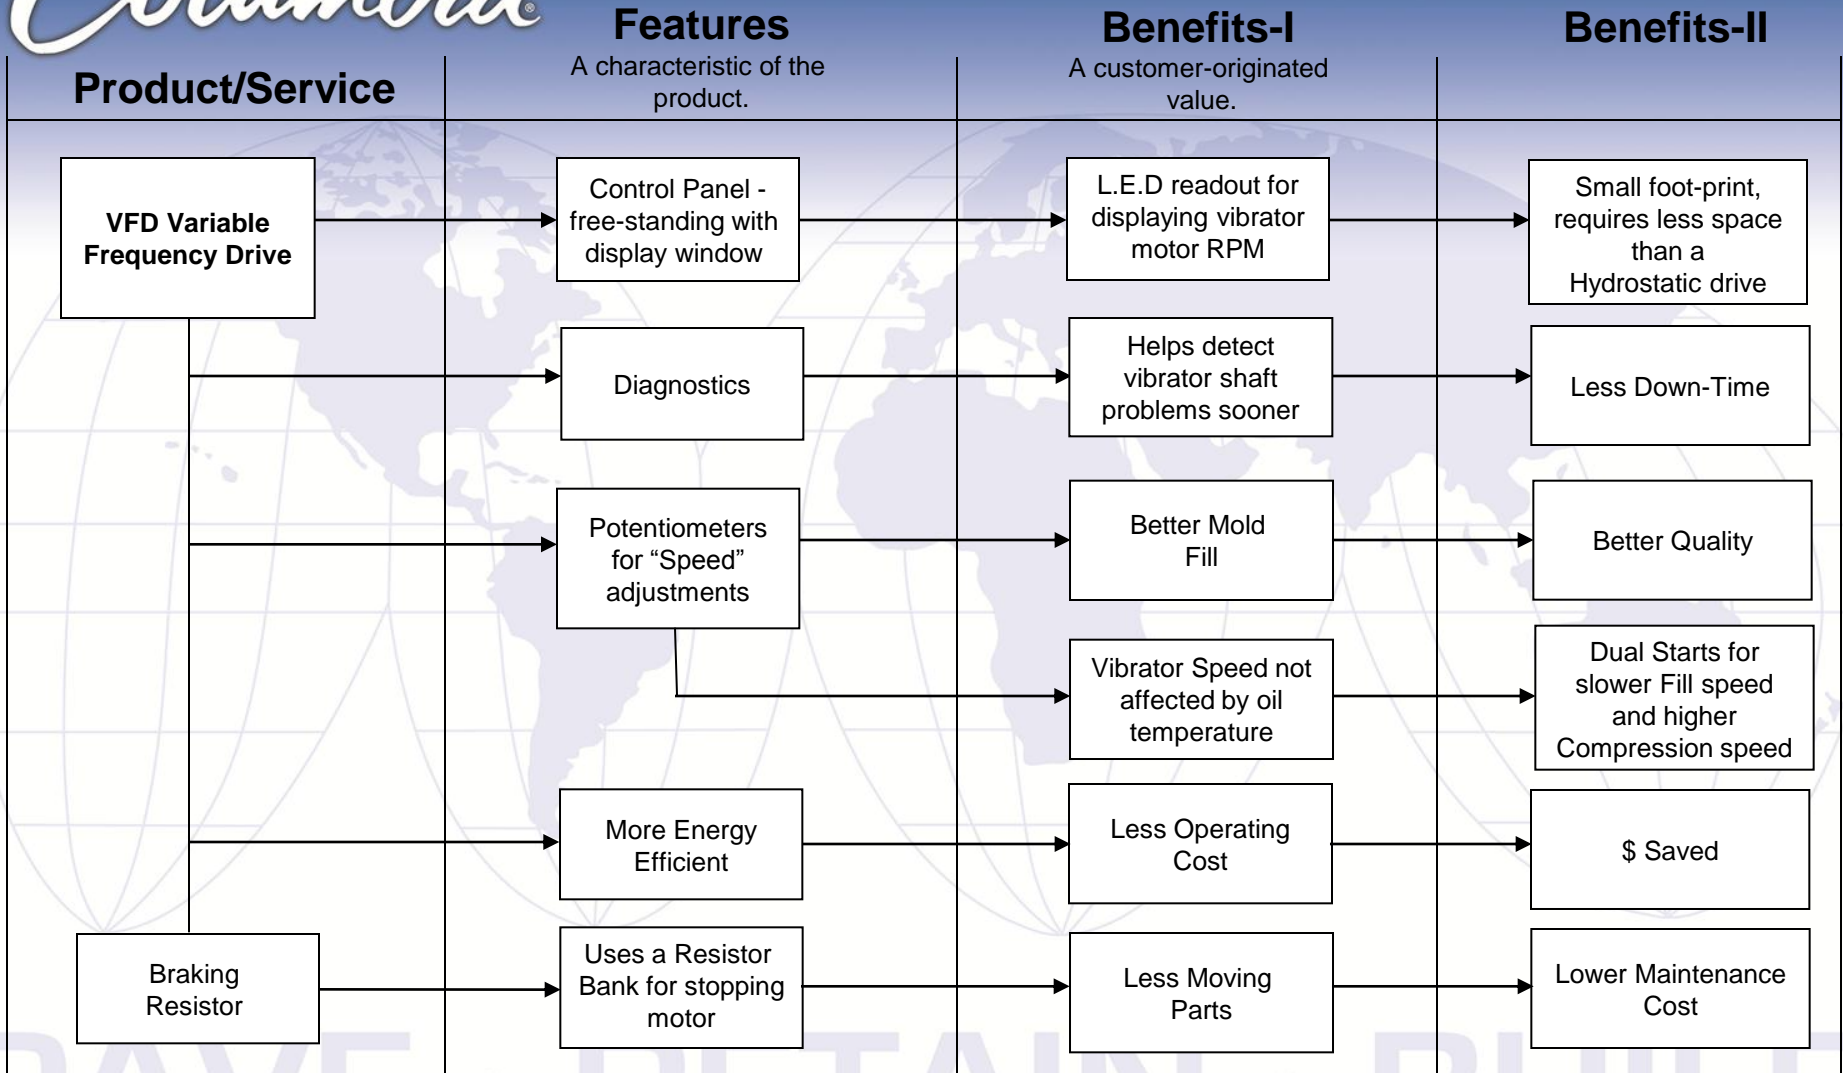 Columbia
®
Features
Benefits-I
Benefits-II
Product/Service
A characteristic of the
product.
A customer-originated
value.
VFD Variable
Frequency Drive
Control Panel -
free-standing with
display window
L.E.D readout for
displaying vibrator
motor RPM
Small foot-print,
requires less space
than a
Hydrostatic drive
Diagnostics
Helps detect
vibrator shaft
problems sooner
Less Down-Time
Potentiometers
for “Speed”
adjustments
Better Mold
Fill
Better Quality
Vibrator Speed not
affected by oil
temperature
Dual Starts for
slower Fill speed
and higher
Compression speed
More Energy
Efficient
Less Operating
Cost
$ Saved
Braking
Resistor
Uses a Resistor
Bank for stopping
motor
Less Moving
Parts
Lower Maintenance
Cost